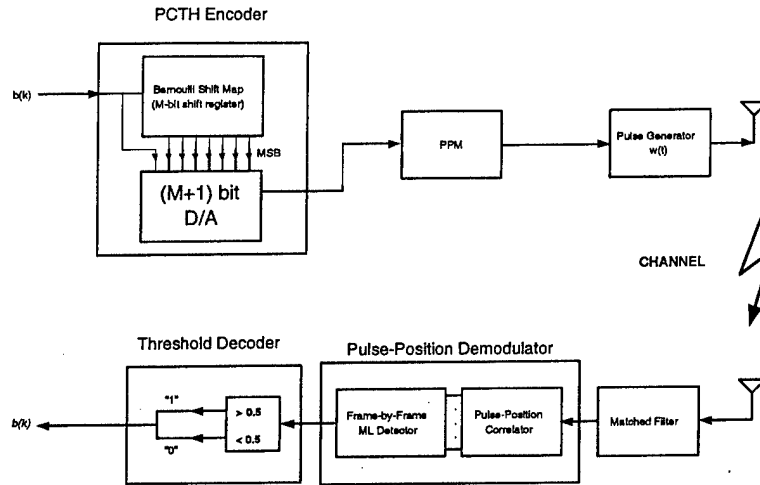 PCTH Encoder
b(k)
Bernoulli Shift Map
(M-bit shift register)
MSB
(M+1) bit
D/A
PPM
Pulse Generator
w(t)
CHANNEL
Threshold Decoder
Pulse-Position Demodulator
b(k)
"1"
"0"
> 0.5
< 0.5
Frame-by-Frame
ML Detector
Pulse-Position
Correlator
Matched Filter